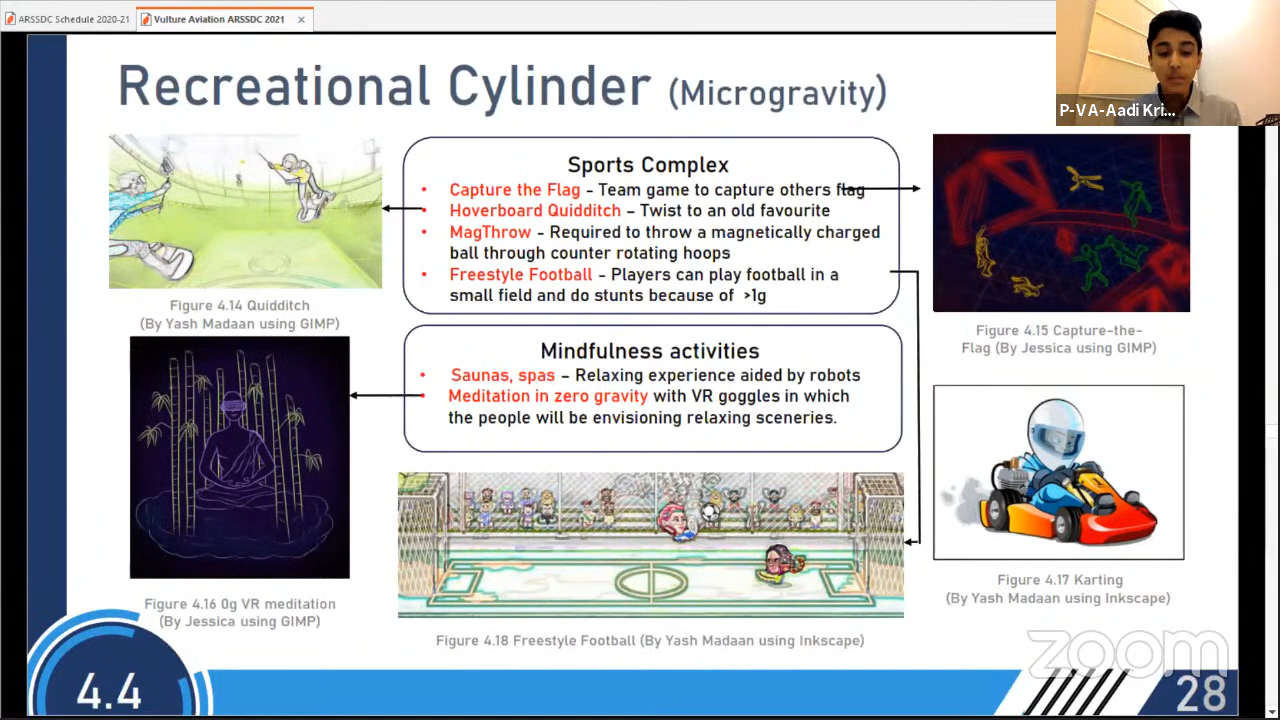 ARSSDC Schedule 2020-21
Vulture Aviation ARSSDC 2021
P-V A-Aadi Kri...
Recreational Cylinder (Microgravity)
Sports Complex
• Capture the Flag - Team game to capture others flag
• Hoverboard Quidditch – Twist to an old favourite
• MagThrow - Required to throw a magnetically charged
ball through counter rotating hoops
• Freestyle Football - Players can play football in a
small field and do stunts because of >1g
Figure 4.14 Quidditch
(By Yash Madaan using GIMP)
Figure 4.15 Capture-the-
Flag (By Jessica using GIMP)
Mindfulness activities
• Saunas, spas – Relaxing experience aided by robots
• Meditation in zero gravity with VR goggles in which
the people will be envisioning relaxing sceneries.
Figure 4.16 0g VR meditation
(By Jessica using GIMP)
Figure 4.17 Karting
(By Yash Madaan using Inkscape)
Figure 4.18 Freestyle Football (By Yash Madaan using Inkscape)
zoom
4.4
28